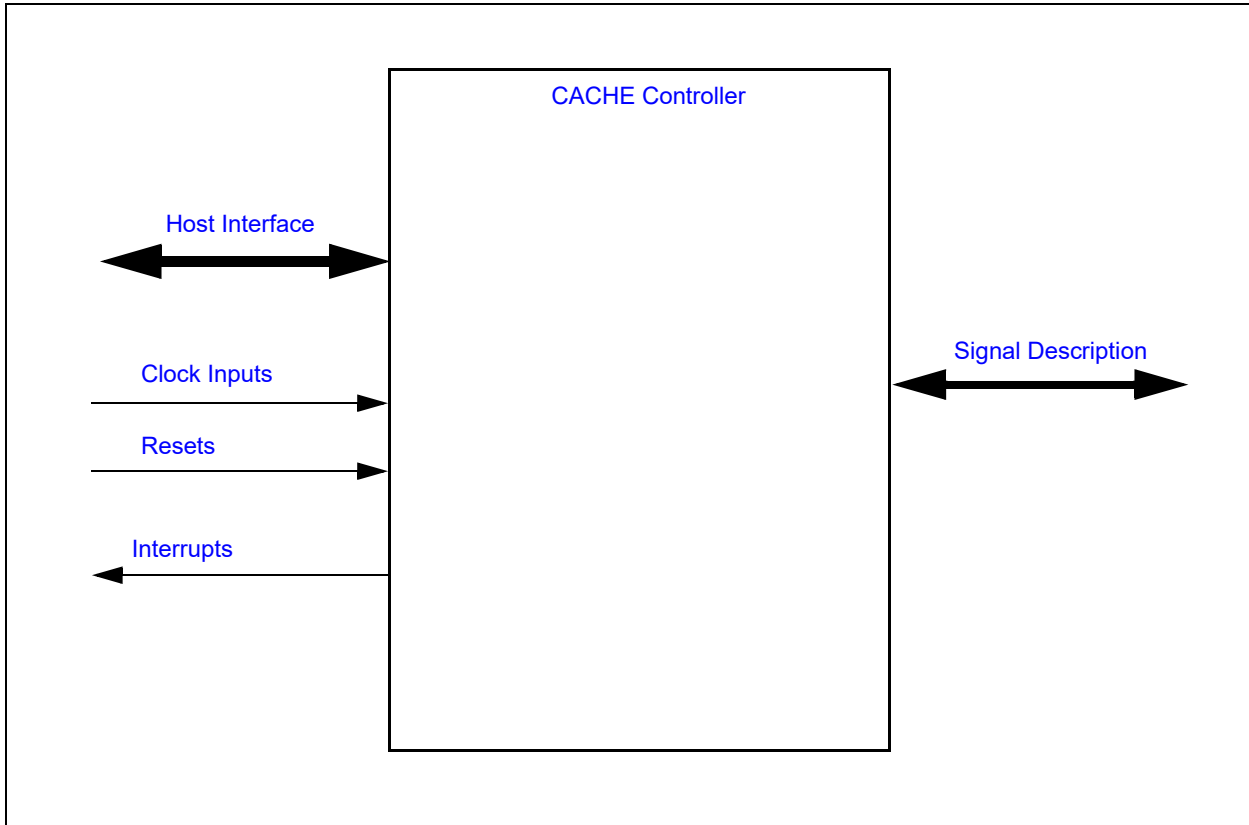 CACHE Controller
Host Interface
Signal Description
Clock Inputs
Resets
Interrupts